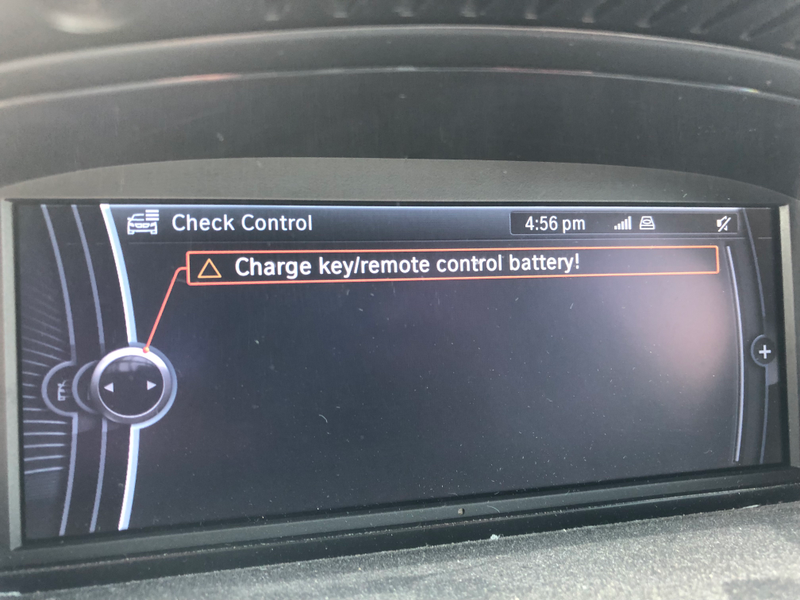 Check Control
4:56 pm
Charge key/remote control battery!